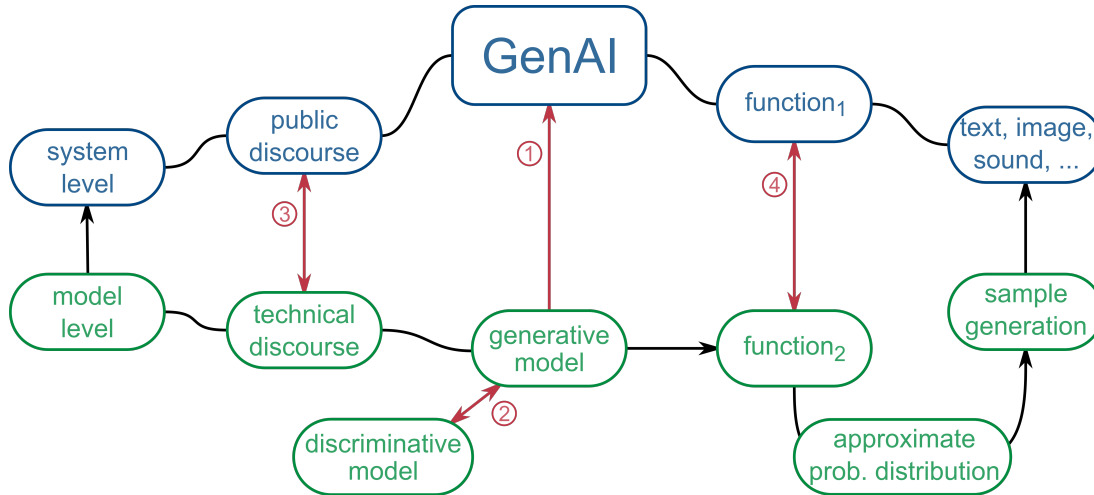 GenAI
public
discourse
function₁
system
level
text, image,
sound, ...
①
③
④
model
level
technical
discourse
generative
model
function₂
sample
generation
②
discriminative
model
approximate
prob. distribution